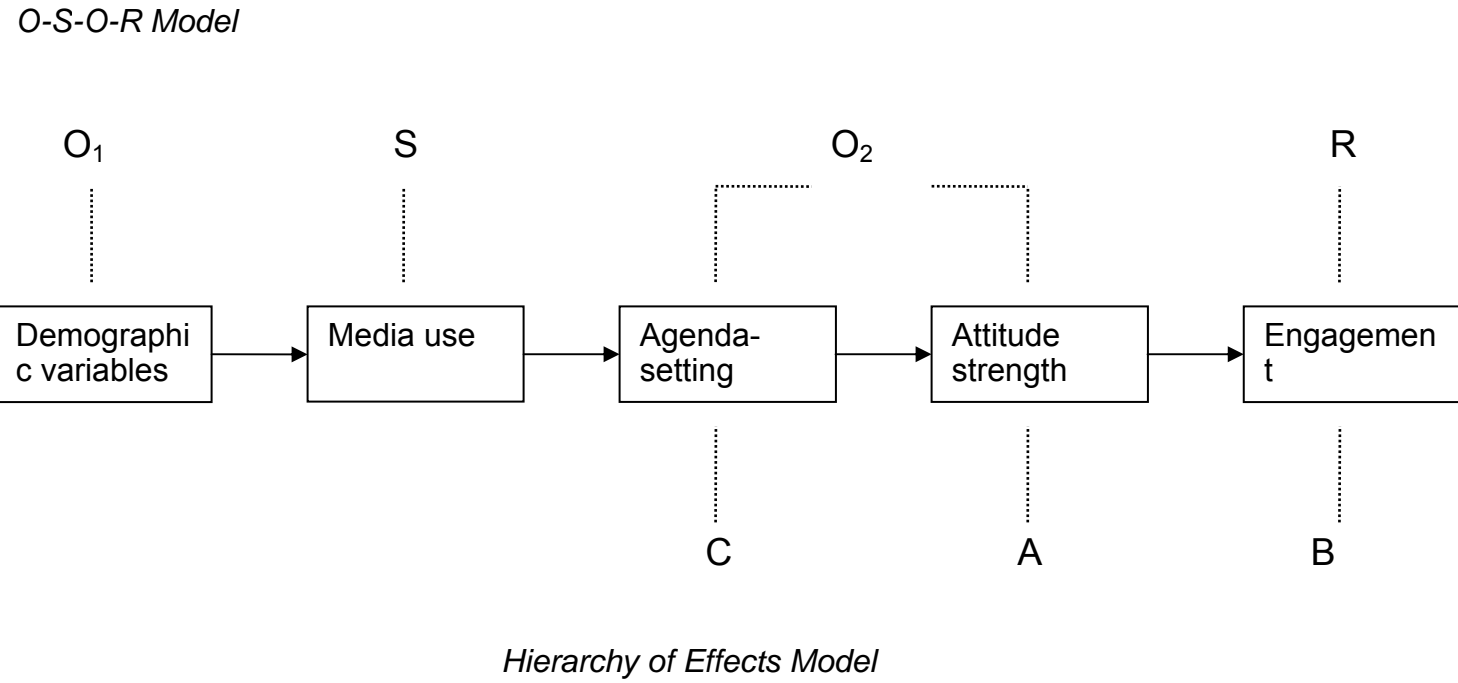 O-S-O-R Model
O₁ S O₂ R
Demographi
c variables
Media use
Agenda-
setting
Attitude
strength
Engagemen
t
C A B
Hierarchy of Effects Model